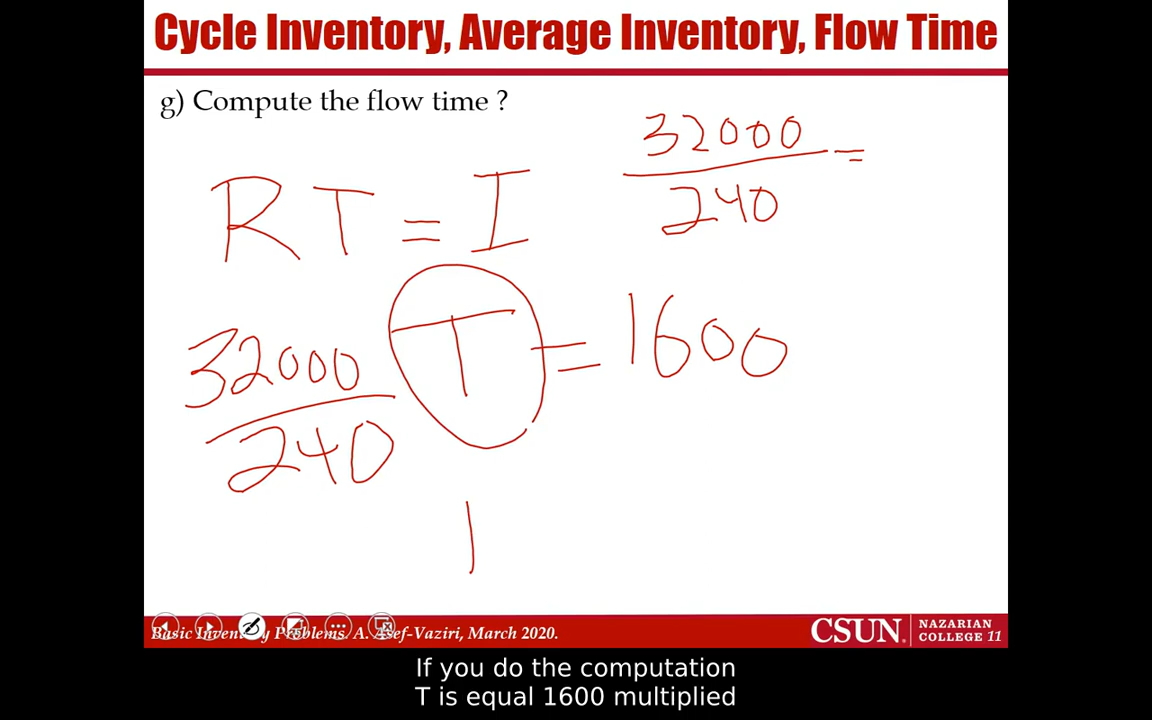 Cycle Inventory, Average Inventory, Flow Time
g) Compute the flow time ?
32000
240
=
RT = I
32000
240
T = 1600
Basic Inventory Problems A. Asef-Vaziri, March 2020.
CSUN
NAZARIAN
COLLEGE 11
If you do the computation
T is equal 1600 multiplied